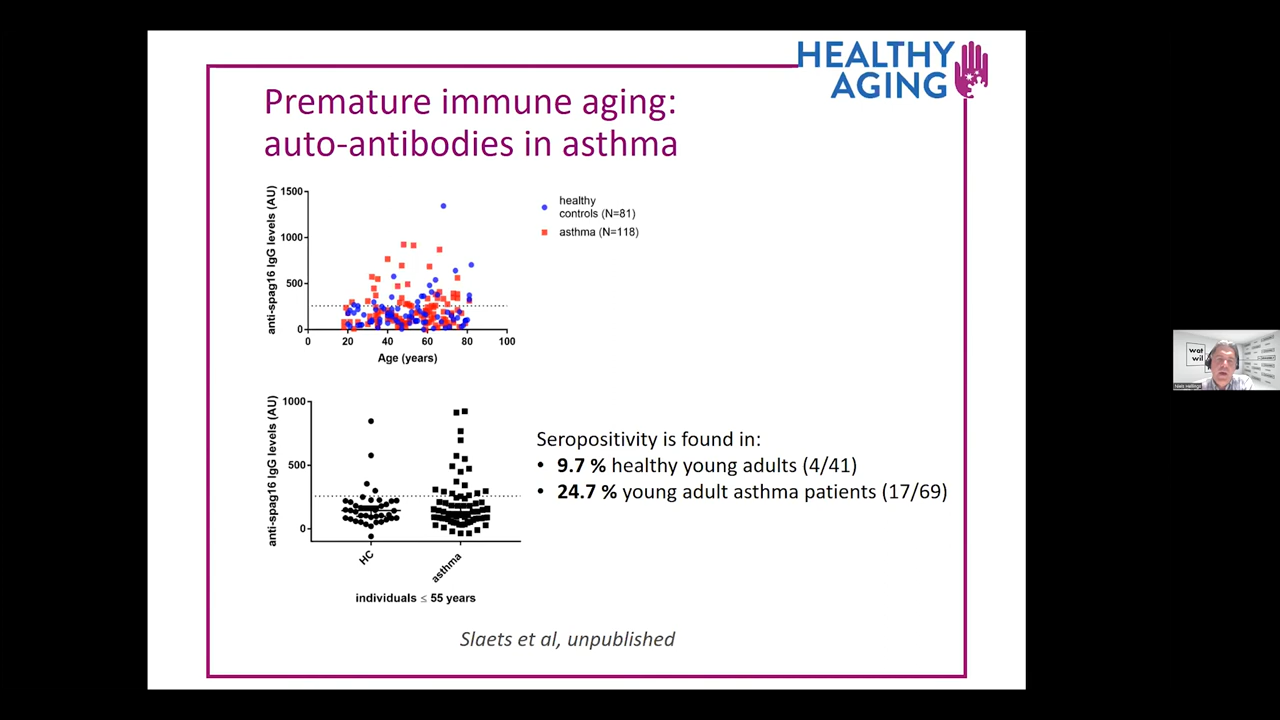 HEALTHY
AGING
Premature immune aging:
auto-antibodies in asthma
anti-spag16 IgG levels (AU)
1500
1000
500
0
0 20 40 60 80 100
Age (years)
healthy
controls (N=81)
asthma (N=118)
anti-spag16 IgG levels (AU)
1000
500
0
HC
asthma
individuals ≤ 55 years
Seropositivity is found in:
• 9.7 % healthy young adults (4/41)
• 24.7 % young adult asthma patients (17/69)
Slaets et al, unpublished
wat
wil